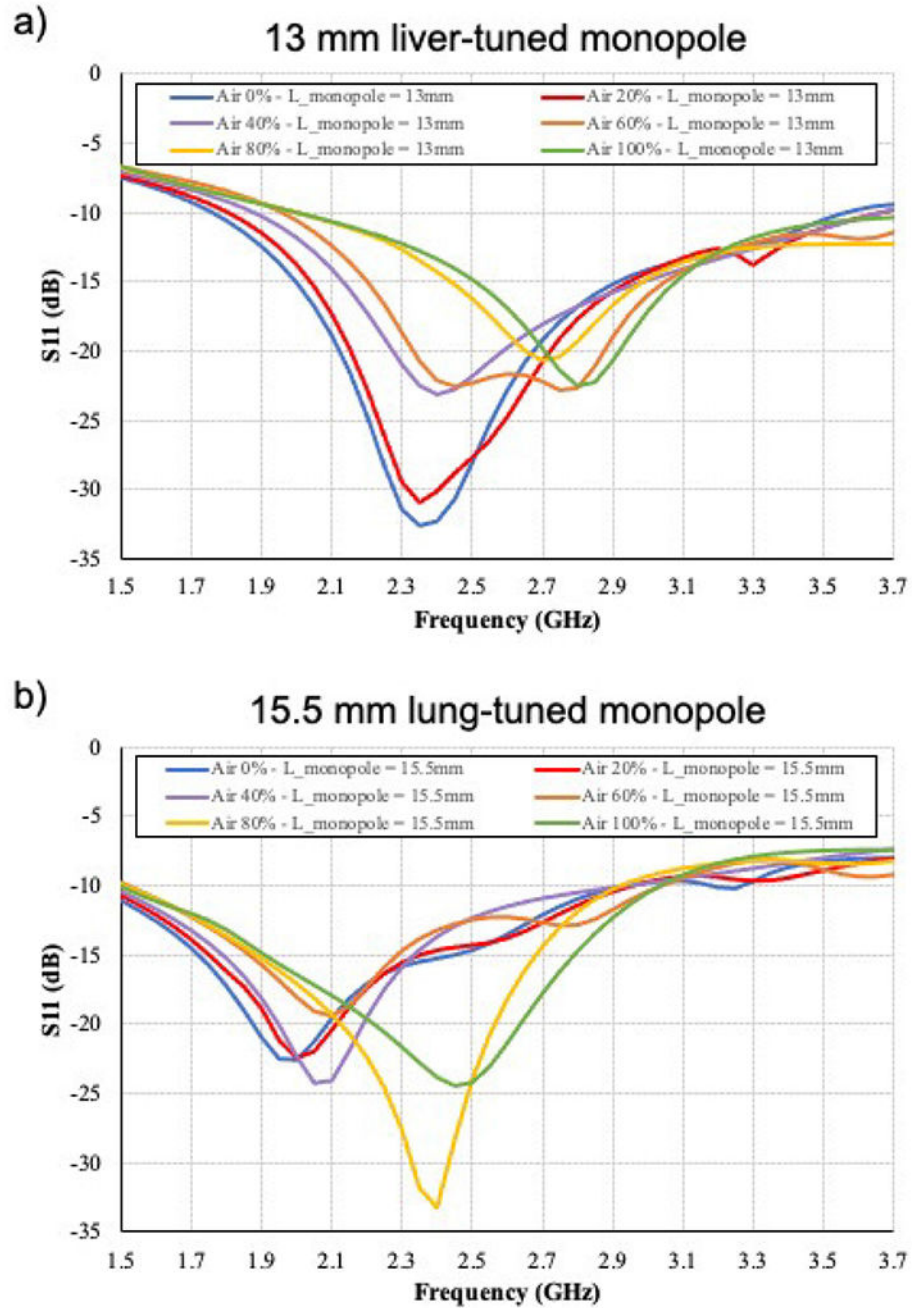 a)
13 mm liver-tuned monopole
Air 0% - L_monopole = 13mm Air 20% - L_monopole = 13mm
Air 40% - L_monopole = 13mm Air 60% - L_monopole = 13mm
Air 80% - L_monopole = 13mm Air 100% - L_monopole = 13mm
0
-5
-10
-15
-20
-25
-30
-35
S11 (dB)
1.5 1.9 2.1 2.3 2.5 2.7 2.9 3.1 3.3 3.5 3.7
Frequency (GHz)
b)
15.5 mm lung-tuned monopole
Air 0% - L_monopole = 15.5mm Air 20% - L_monopole = 15.5mm
Air 40% - L_monopole = 15.5mm Air 60% - L_monopole = 15.5mm
Air 80% - L_monopole = 15.5mm Air 100% - L_monopole = 15.5mm
0
-5
-10
-15
-20
-25
-30
-35
S11 (dB)
1.5 1.7 1.9 2.1 2.3 2.5 2.7 2.9 3.1 3.3 3.5 3.7
Frequency (GHz)